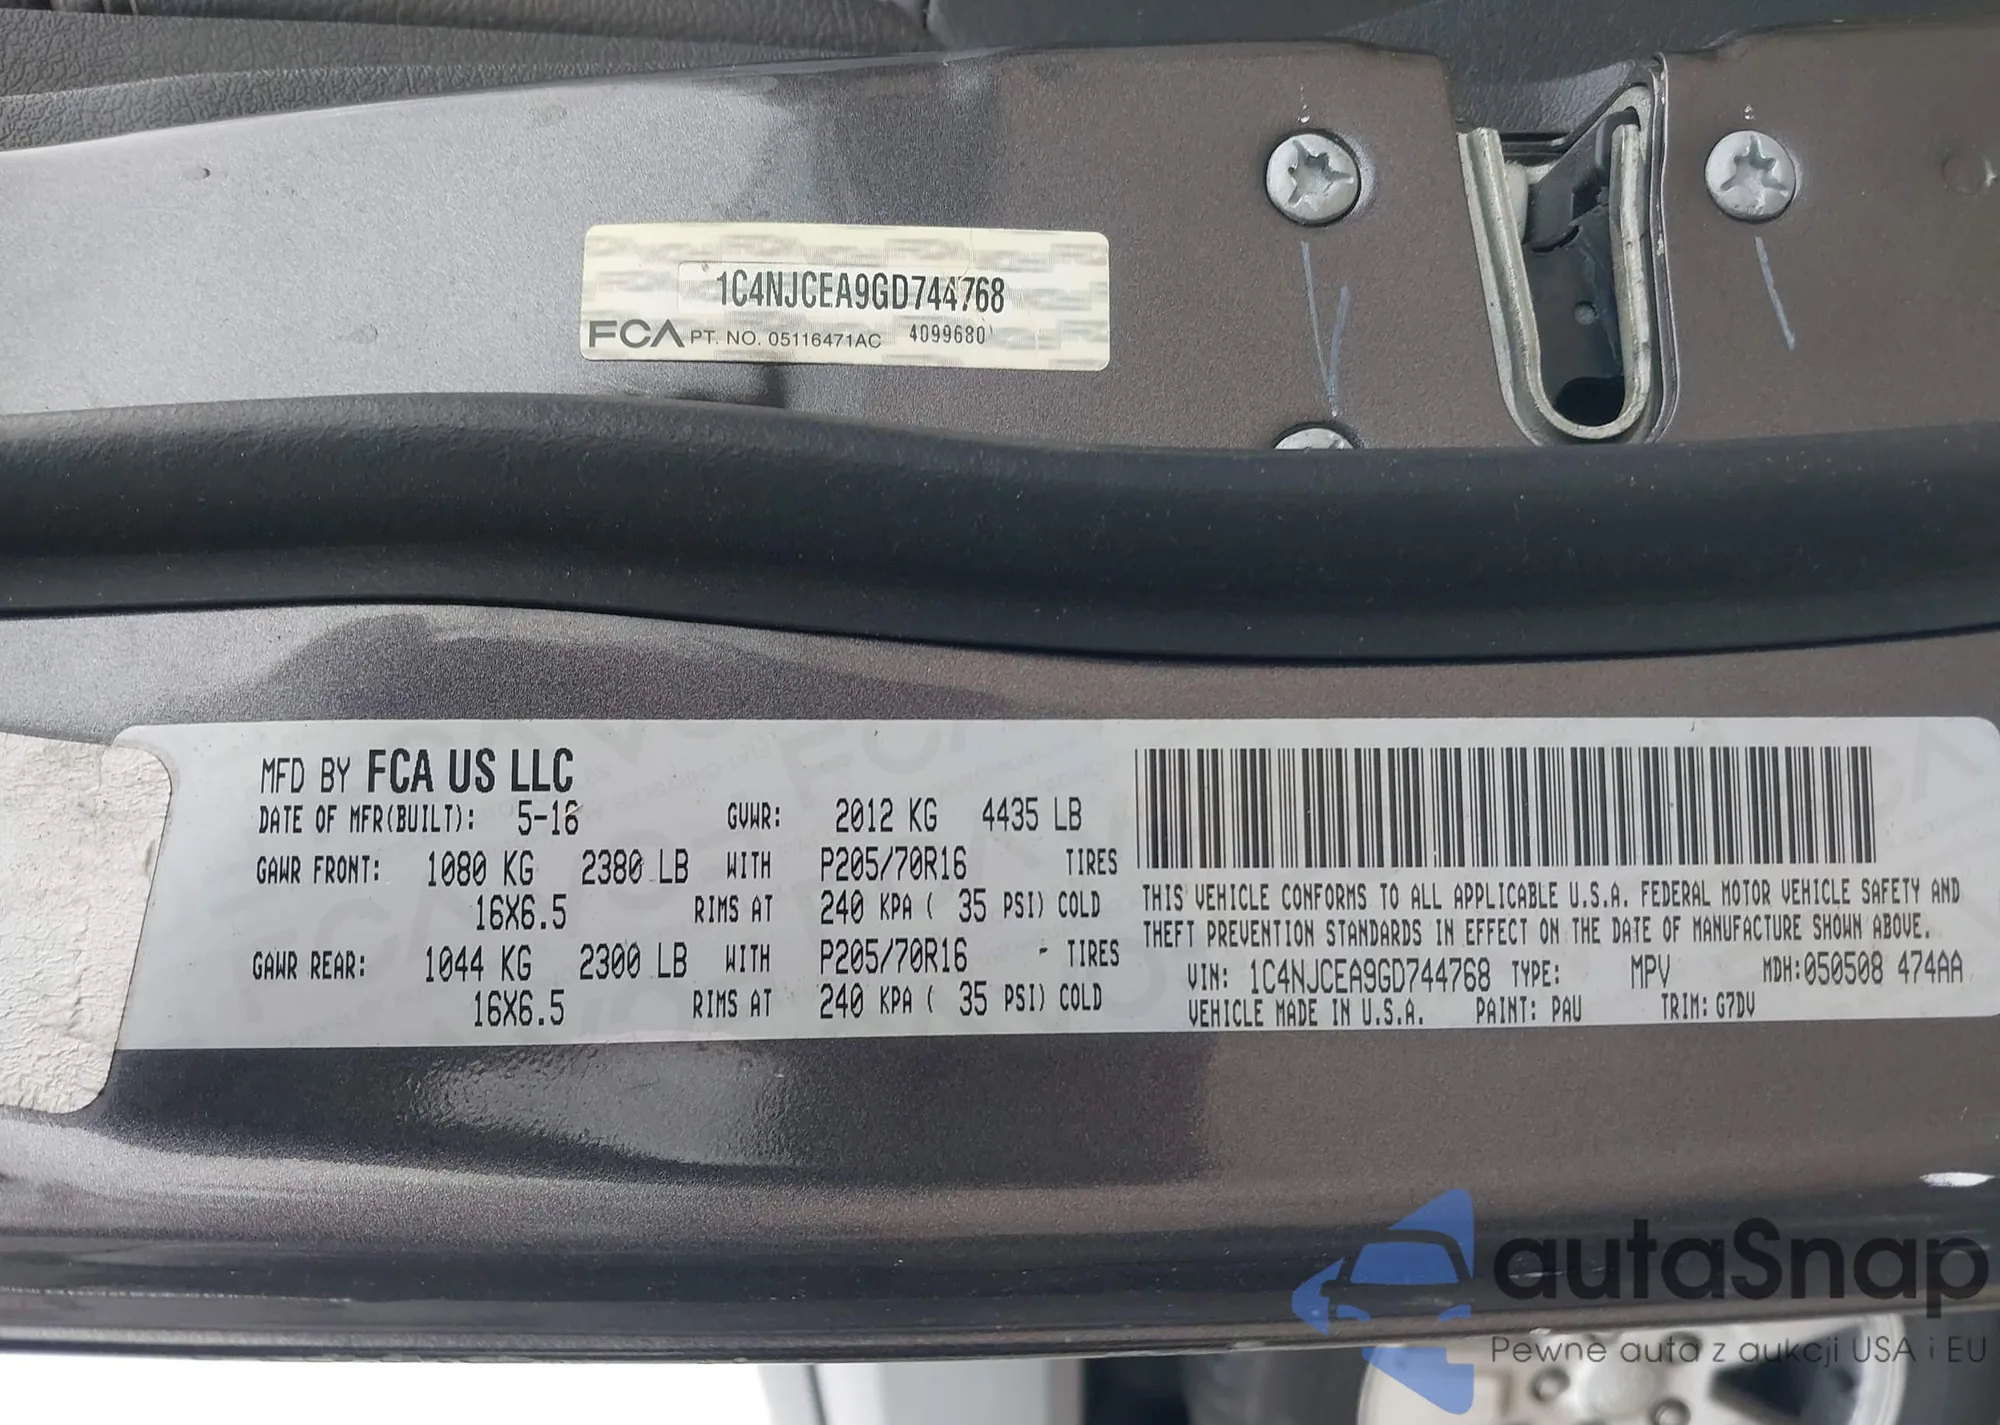 1C4NJCEA9GD744768
FCA PT. NO. 05116471AC 4099680
MFD BY FCA US LLC
DATE OF MFR(BUILT): 5-16 GVWR: 2012 KG 4435 LB
GAWR FRONT: 1080 KG 2380 LB WITH P205/70R16 TIRES
16X6.5 RIMS AT 240 KPA ( 35 PSI) COLD
GAWR REAR: 1044 KG 2300 LB WITH P205/70R16 - TIRES
16X6.5 RIMS AT 240 KPA ( 35 PSI) COLD
THIS VEHICLE CONFORMS TO ALL APPLICABLE U.S.A. FEDERAL MOTOR VEHICLE SAFETY AND
THEFT PREVENTION STANDARDS IN EFFECT ON THE DATE OF MANUFACTURE SHOWN ABOVE.
VIN: 1C4NJCEA9GD744768 TYPE: MPV MDH:050508 474AA
VEHICLE MADE IN U.S.A. PAINT: PAU TRIM: G7DV
autaSnap
Pewne auta z aukcji USA i EU